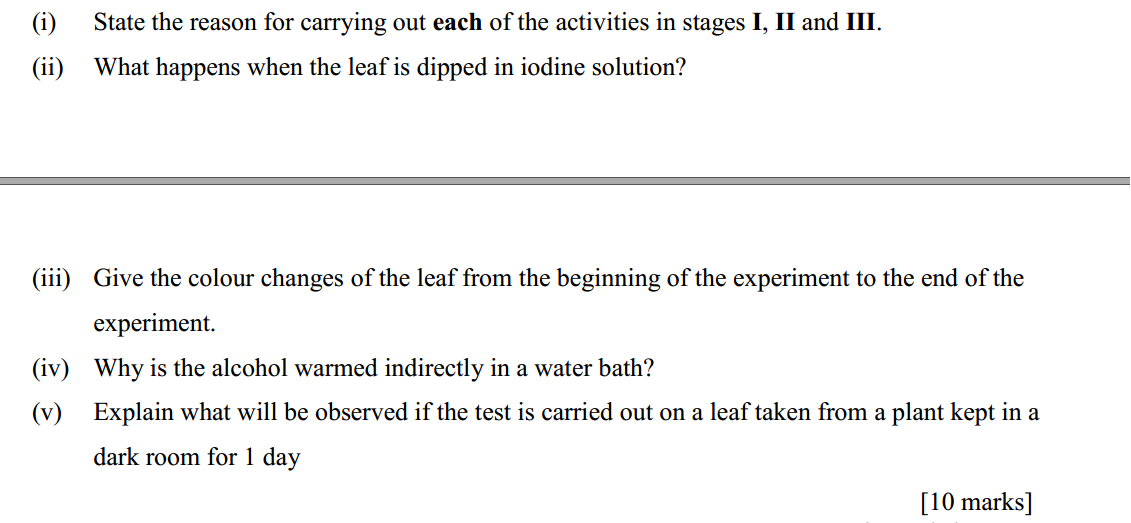 (i) State the reason for carrying out each of the activities in stages I, II and III.
(ii) What happens when the leaf is dipped in iodine solution?
(iii) Give the colour changes of the leaf from the beginning of the experiment to the end of the
experiment.
(iv) Why is the alcohol warmed indirectly in a water bath?
(v) Explain what will be observed if the test is carried out on a leaf taken from a plant kept in a
dark room for 1 day
[10 marks]